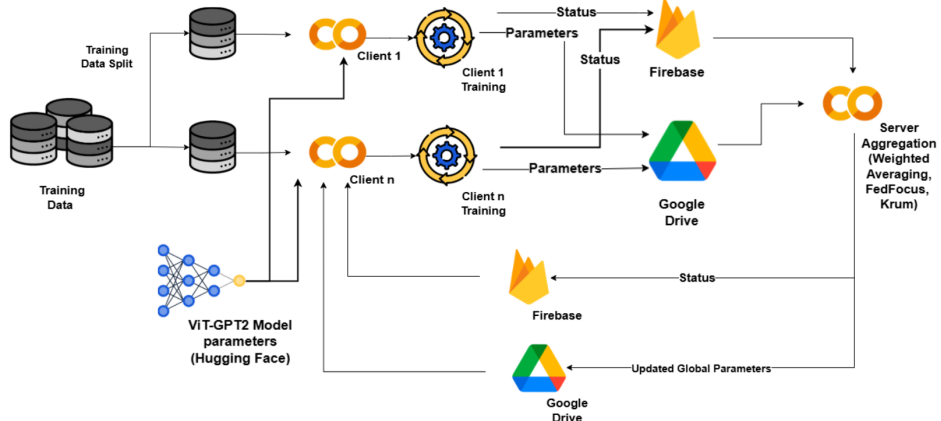 Status
Parameters
Training
Data Split
Client 1
Status
Client 1
Training
Firebase
Server
Aggregation
(Weighted
Averaging,
FedFocus,
Krum)
Training
Data
Client n
Parameters
Client n
Training
Google
Drive
Status
Firebase
ViT-GPT2 Model
parameters
(Hugging Face)
Updated Global Parameters
Google
Drive